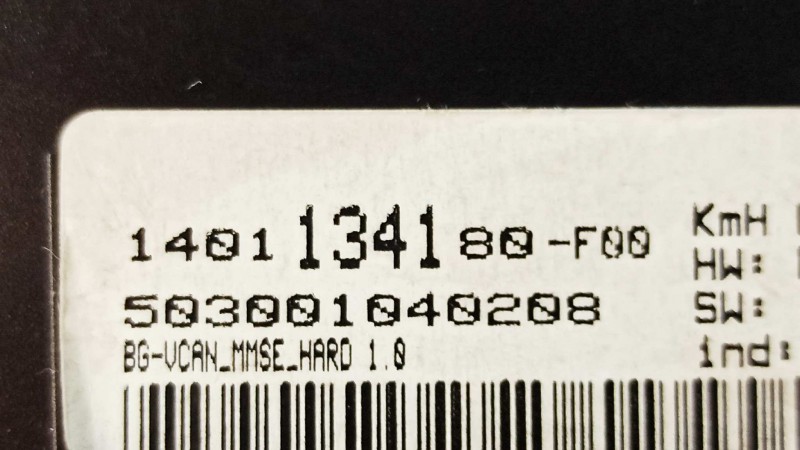 1401 1341 80-F00
503001040208
BG-VCAN_MMSE_HARD 1.0
KmH
HW:
SW:
ind: